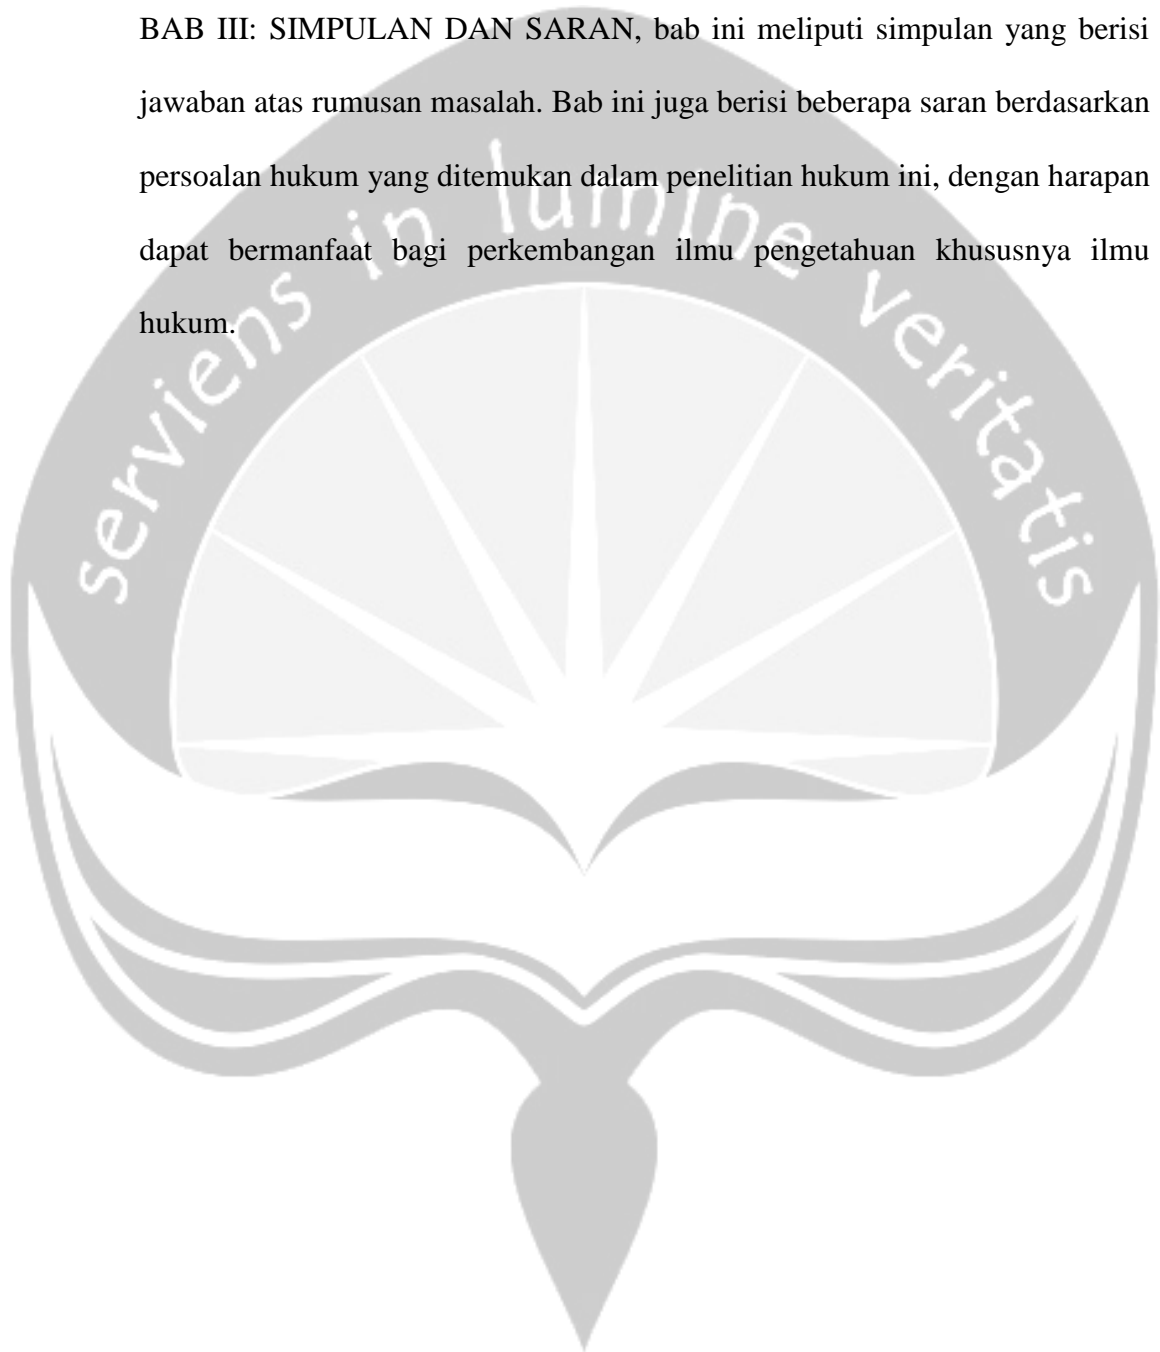 BAB III: SIMPULAN DAN SARAN, bab ini meliputi simpulan yang berisi
jawaban atas rumusan masalah. Bab ini juga berisi beberapa saran berdasarkan
persoalan hukum yang ditemukan dalam penelitian hukum ini, dengan harapan
dapat bermanfaat bagi perkembangan ilmu pengetahuan khususnya ilmu
hukum.
serviens in lumine veritatis